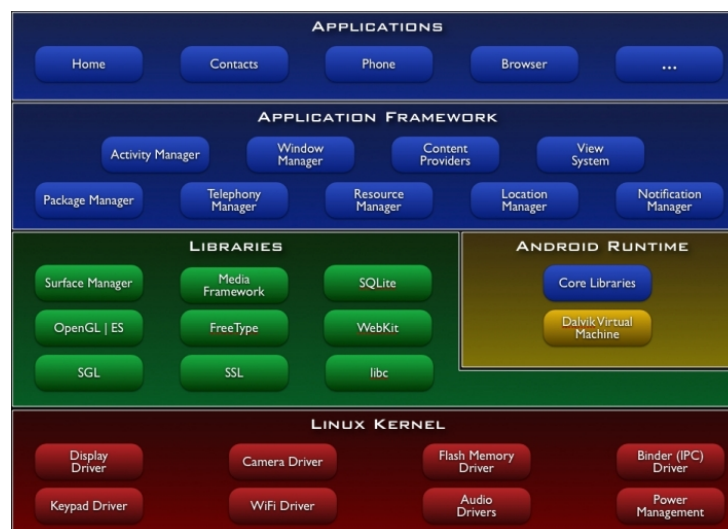 APPLICATIONS
Home Contacts Phone Browser ...
APPLICATION FRAMEWORK
Activity Manager
Window
Manager
Content
Providers
View
System
Package Manager
Telephony
Manager
Resource
Manager
Location
Manager
Notification
Manager
LIBRARIES
Surface Manager
Media
Framework
SQLite
OpenGL | ES
FreeType
WebKit
SGL
SSL
libc
ANDROID RUNTIME
Core Libraries
Dalvik Virtual
Machine
LINUX KERNEL
Display
Driver
Camera Driver
Flash Memory
Driver
Binder (IPC)
Driver
Keypad Driver
WiFi Driver
Audio
Drivers
Power
Management